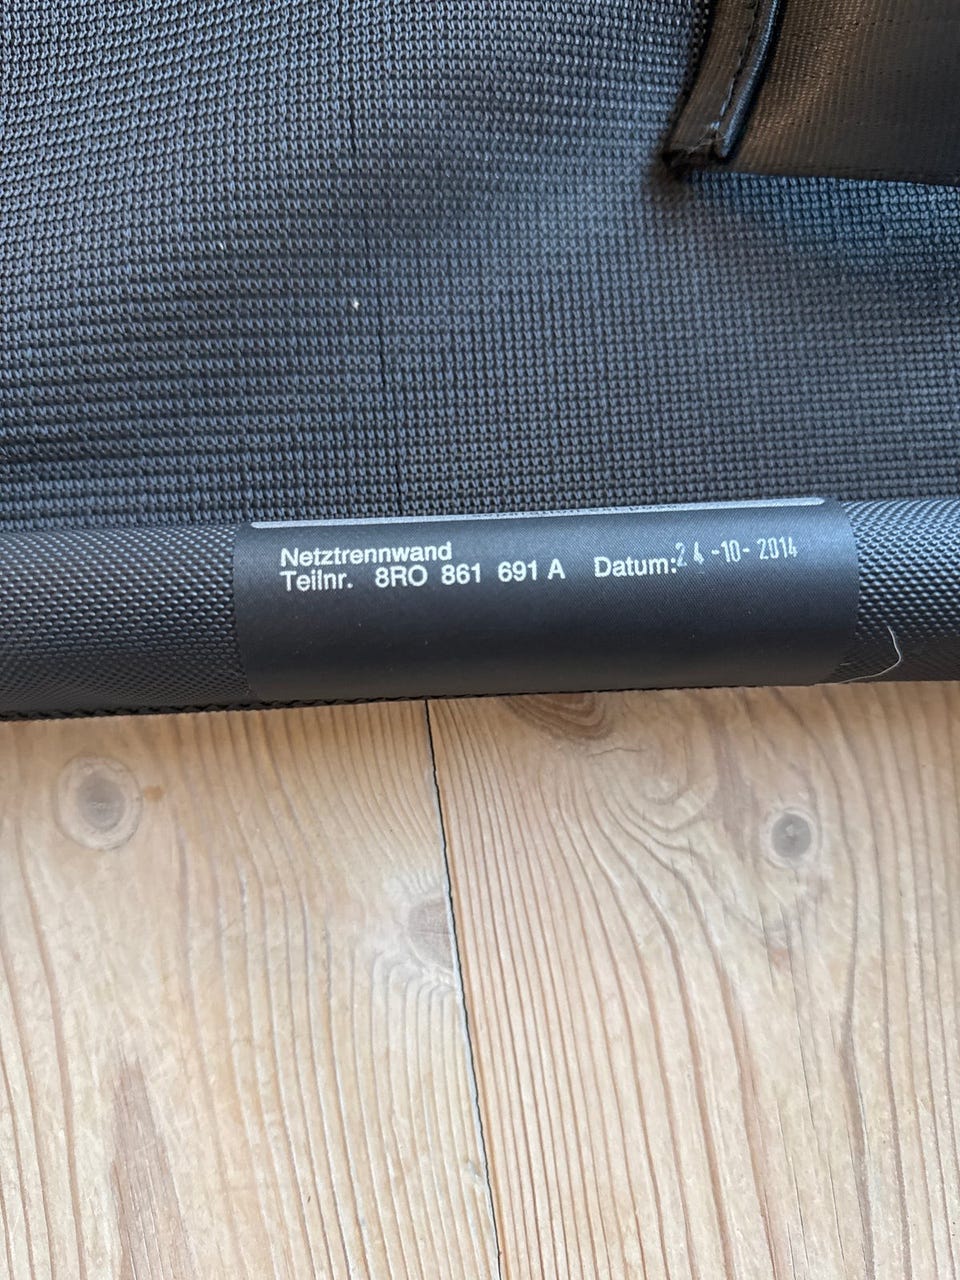 Netztrennwand
Teilnr. 8RO 861 691 A Datum:24-10-2014